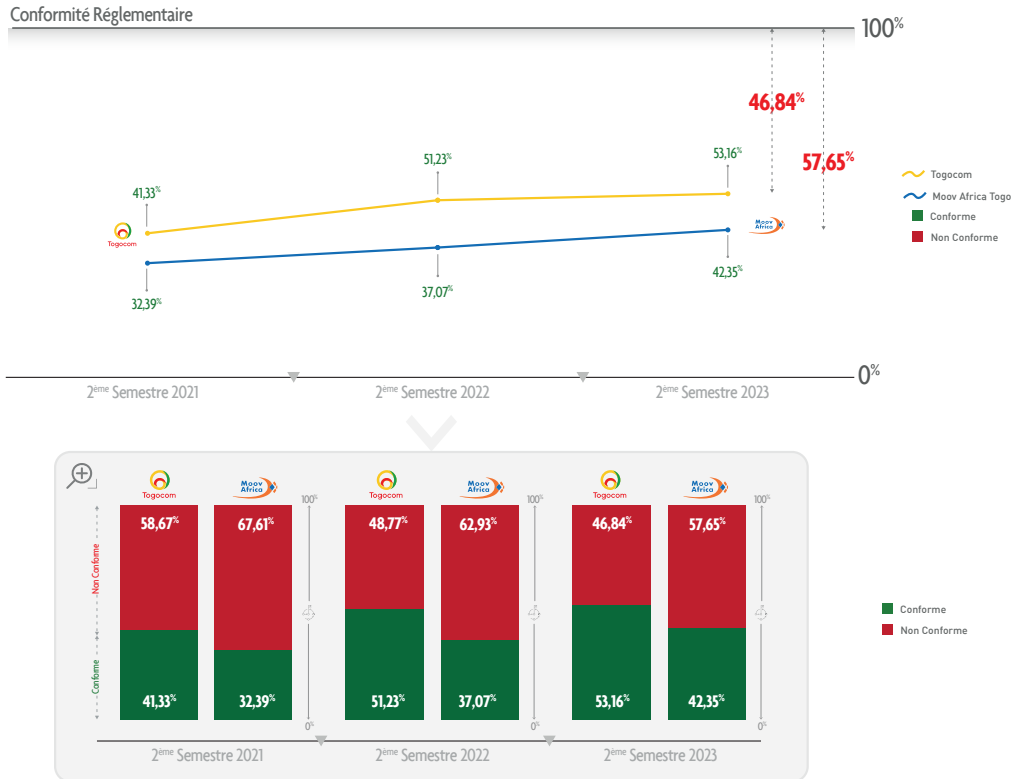 Conformité Réglementaire
100%
46,84%
57,65%
51,23%
53,16%
41,33%
Togocom
Moov Africa
32,39%
37,07%
42,35%
Togocom
Moov Africa Togo
Conforme
Non Conforme
0%
2ème Semestre 2021
2ème Semestre 2022
2ème Semestre 2023
Togocom
Moov Africa
Togocom
Moov Africa
Togocom
Moov Africa
100%
100%
100%
Non Conforme
58,67%
67,61%
48,77%
62,93%
46,84%
57,65%
Conforme
41,33%
32,39%
51,23%
37,07%
53,16%
42,35%
0%
0%
0%
Conforme
Non Conforme
2ème Semestre 2021
2ème Semestre 2022
2ème Semestre 2023